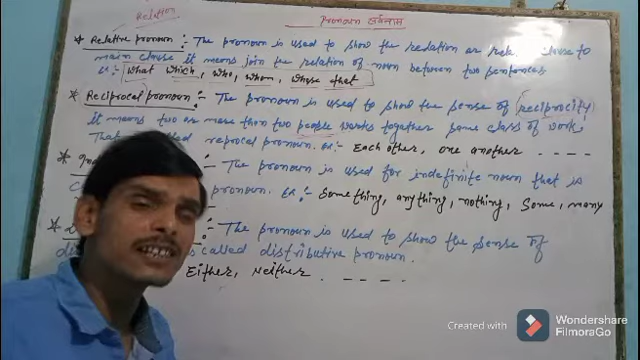 Relation
Pronoun सर्वनाम
* Relative pronoun :- The pronoun is used to show the relation or clause to
main clause it means join the relation of noun between two sentences
ex:- what which, who, whom, whose that
* Reciprocal pronoun :- The pronoun is used to show the sense of reciprocity
It means two or more than two people works together same class of work
That called reprocal pronoun. ex:- Each other, one another - - - -
* :- The pronoun is used for indefinite noun that is
pronoun. ex:- Something, anything, nothing, Some, many
* :- The pronoun is used to show the sense of
is called distributive pronoun.
Either, Neither . - - - -
Created with Wondershare
FilmoraGo